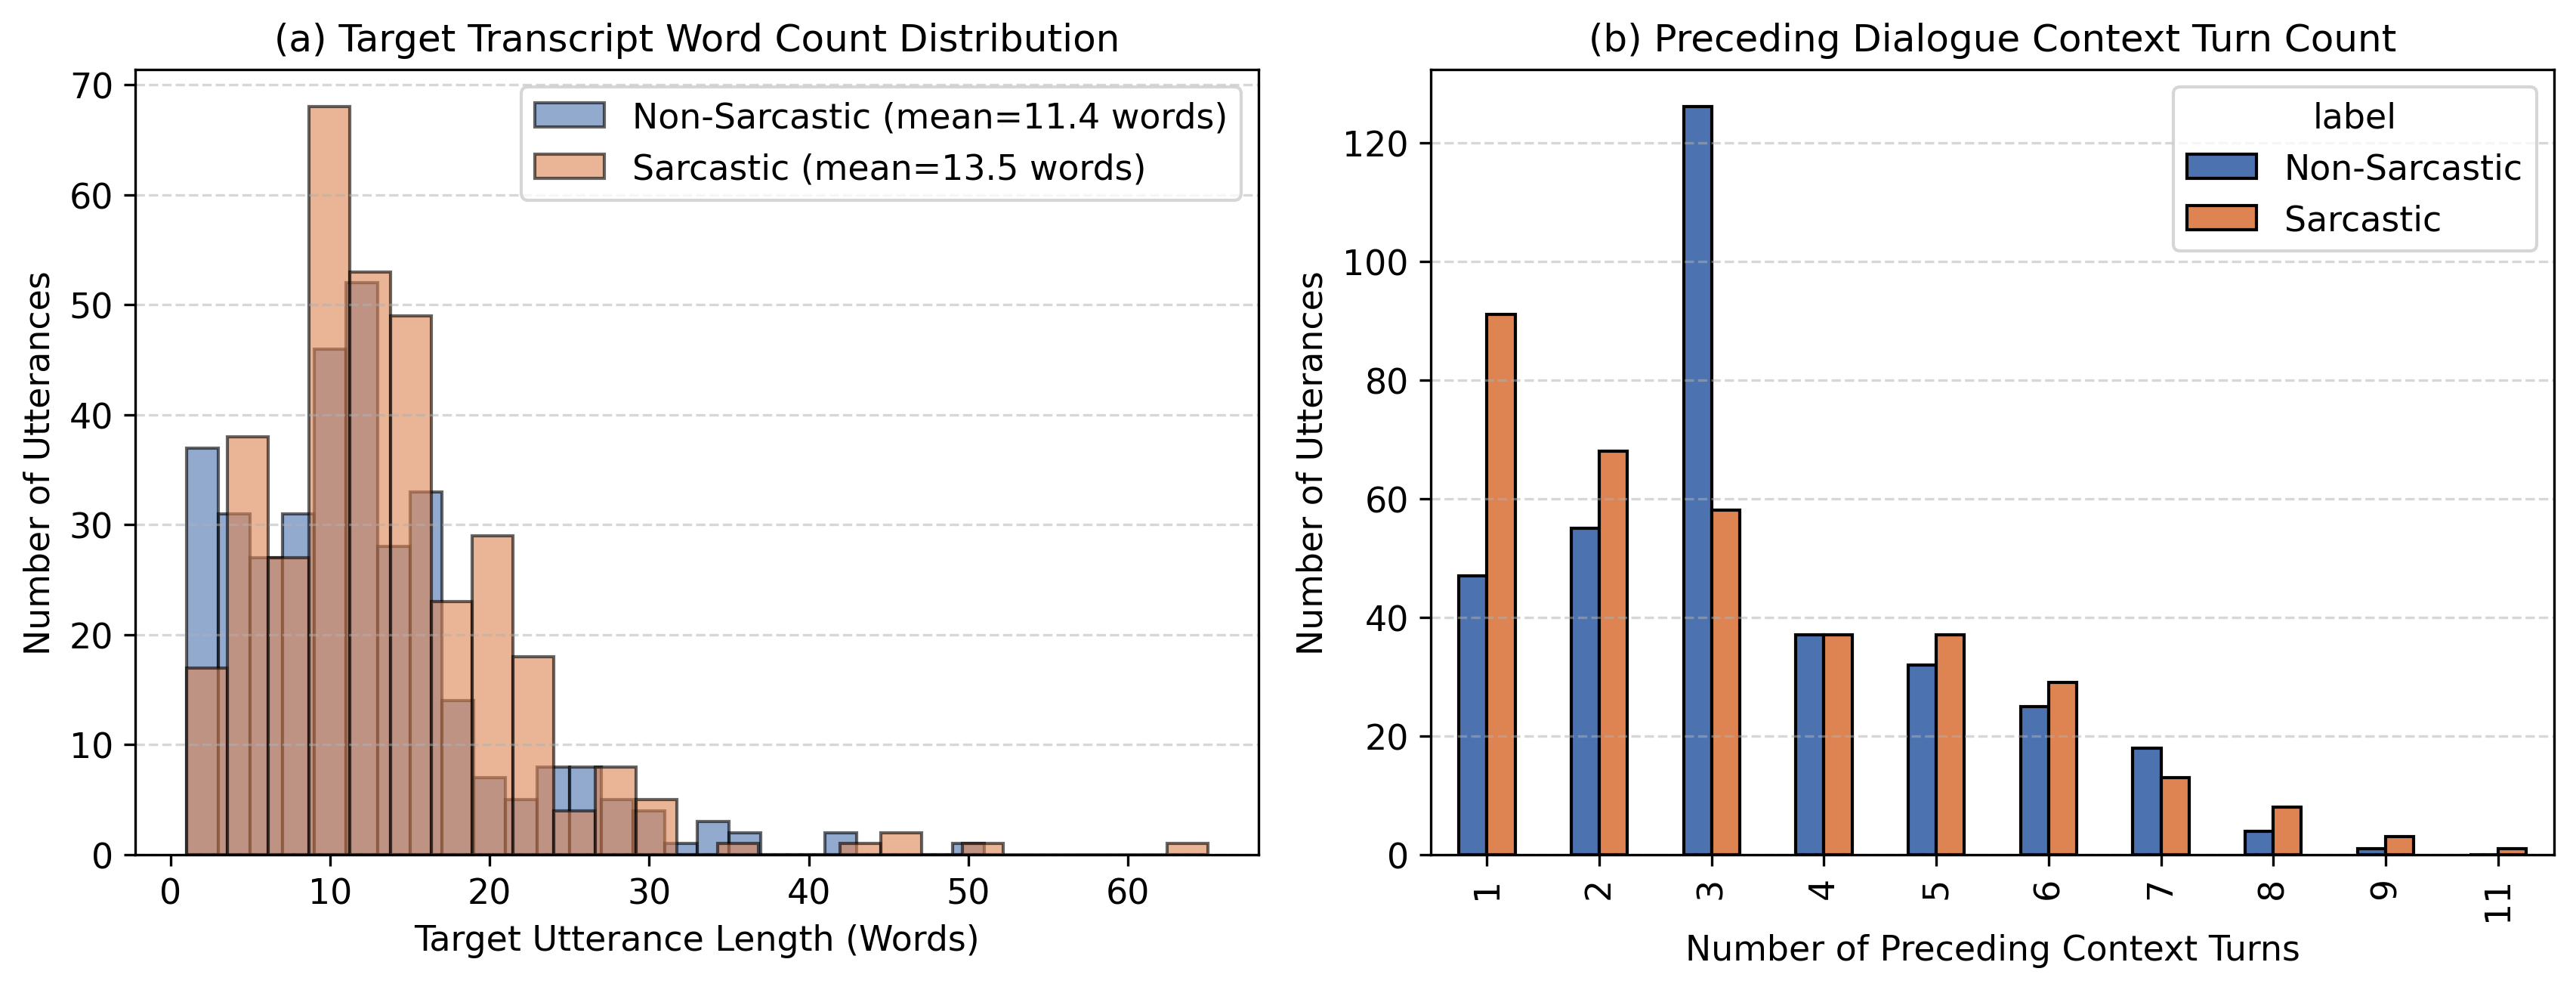 (a) Target Transcript Word Count Distribution
Number of Utterances
70
60
50
40
30
20
10
0
Non-Sarcastic (mean=11.4 words)
Sarcastic (mean=13.5 words)
0 10 20 30 40 50 60
Target Utterance Length (Words)
(b) Preceding Dialogue Context Turn Count
Number of Utterances
120
100
80
60
40
20
0
label
Non-Sarcastic
Sarcastic
1 2 3 4 5 6 7 8 9 11
Number of Preceding Context Turns